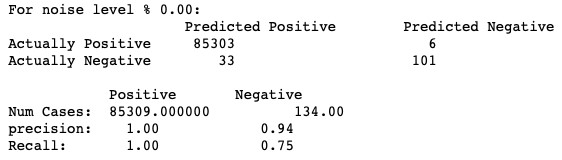 For noise level % 0.00:
Predicted Positive Predicted Negative
Actually Positive 85303 6
Actually Negative 33 101
Positive Negative
Num Cases: 85309.000000 134.00
precision: 1.00 0.94
Recall: 1.00 0.75